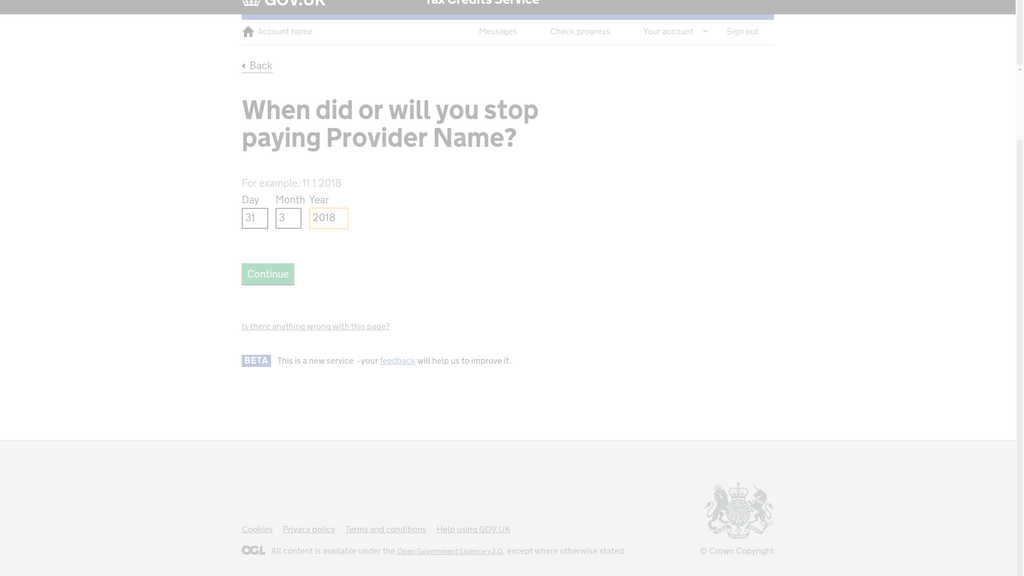 GOV.UK Tax Credits Service
Account home Messages Check progress Your account Sign out
Back
When did or will you stop
paying Provider Name?
For example, 11 1 2018
Day Month Year
31 3 2018
Continue
Is there anything wrong with this page?
BETA This is a new service - your feedback will help us to improve it.
Cookies Privacy policy Terms and conditions Help using GOV.UK
OGL All content is available under the Open Government Licence v3.0, except where otherwise stated
© Crown Copyright